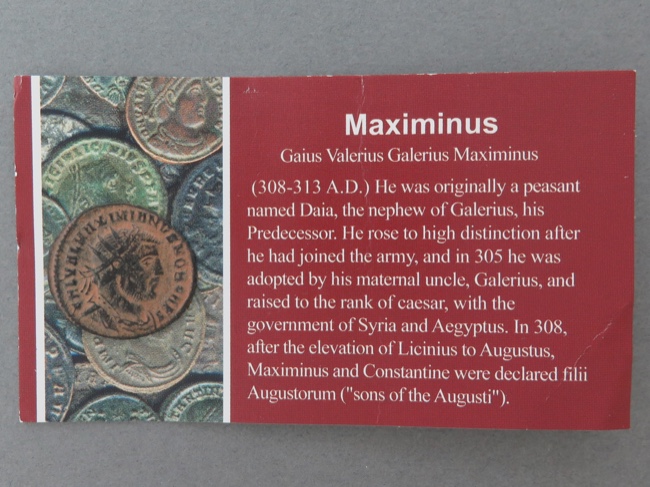 Maximinus
Gaius Valerius Galerius Maximinus
(308-313 A.D.) He was originally a peasant
named Daia, the nephew of Galerius, his
Predecessor. He rose to high distinction after
he had joined the army, and in 305 he was
adopted by his maternal uncle, Galerius, and
raised to the rank of caesar, with the
government of Syria and Aegyptus. In 308,
after the elevation of Licinius to Augustus,
Maximinus and Constantine were declared filii
Augustorum ("sons of the Augusti").